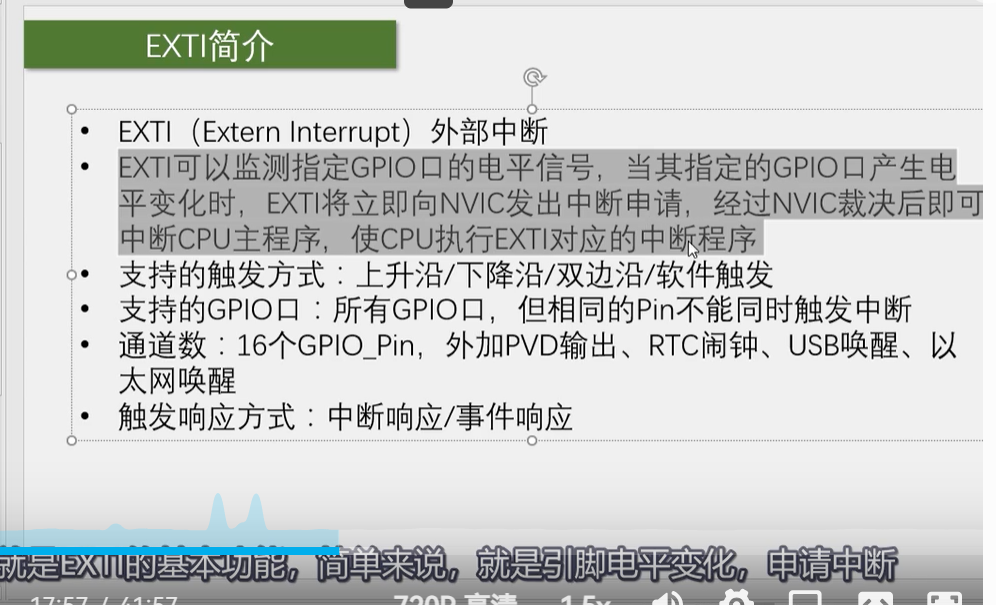 EXTI简介
• EXTI（Extern Interrupt）外部中断
• EXTI可以监测指定GPIO口的电平信号，当其指定的GPIO口产生电
平变化时，EXTI将立即向NVIC发出中断申请，经过NVIC裁决后即可
中断CPU主程序，使CPU执行EXTI对应的中断程序
• 支持的触发方式：上升沿/下降沿/双边沿/软件触发
• 支持的GPIO口：所有GPIO口，但相同的Pin不能同时触发中断
• 通道数：16个GPIO_Pin，外加PVD输出、RTC闹钟、USB唤醒、以
太网唤醒
• 触发响应方式：中断响应/事件响应
就是EXTI的基本功能，简单来说，就是引脚电平变化，申请中断
17:57 / 41:57 720P 高清 1.5x